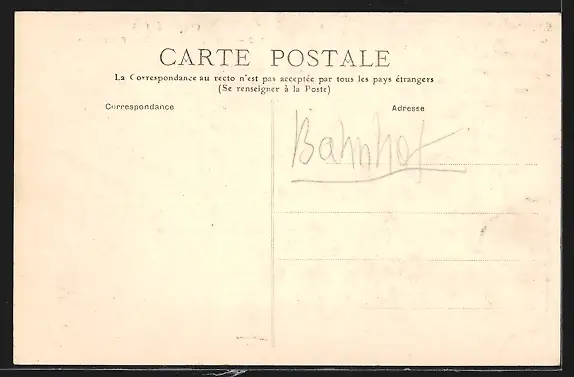 CARTE POSTALE
La Correspondance au recto n'est pas acceptée par tous les pays étrangers
(Se renseigner à la Poste)
Correspondance
Adresse
Bahnhof